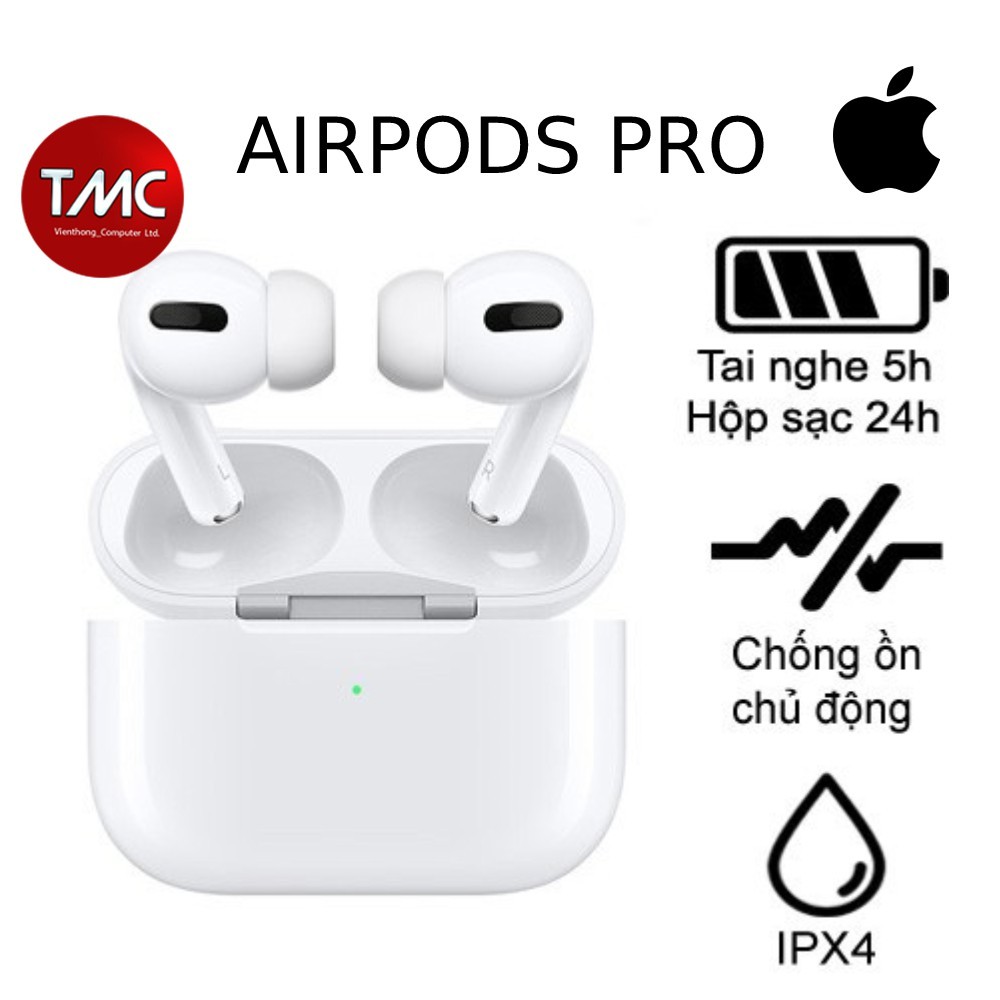 AIRPODS PRO
TMC
Vienthong_Computer Ltd.
Tai nghe 5h
Hộp sạc 24h
L
R
Chống ồn
chủ động
IPX4